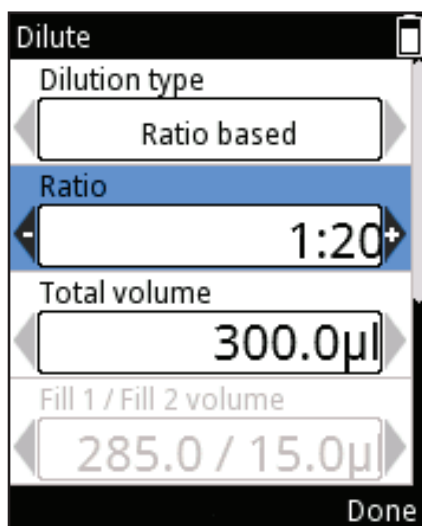 Dilute
Dilution type
Ratio based
Ratio
- 1:20 +
Total volume
300.0µl
Fill 1 / Fill 2 volume
285.0 / 15.0µl
Done